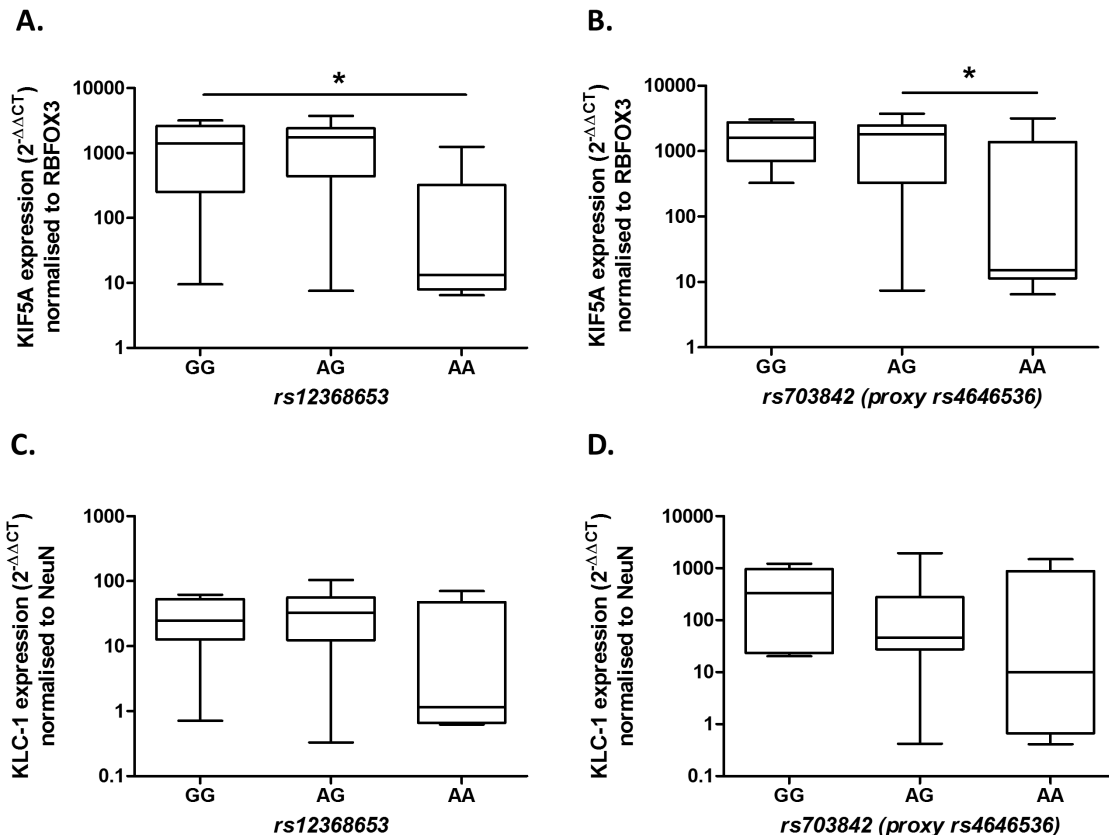 A.
KIF5A expression (2^-ΔΔCT)
normalised to RBFOX3
10000
1000
100
10
1
*
GG AG AA
rs12368653
B.
KIF5A expression (2^-ΔΔCT)
normalised to RBFOX3
10000
1000
100
10
1
*
GG AG AA
rs703842 (proxy rs4646536)
C.
KLC-1 expression (2^-ΔΔCT)
normalised to NeuN
1000
100
10
1
0.1
GG AG AA
rs12368653
D.
KLC-1 expression (2^-ΔΔCT)
normalised to NeuN
10000
1000
100
10
1
0.1
GG AG AA
rs703842 (proxy rs4646536)